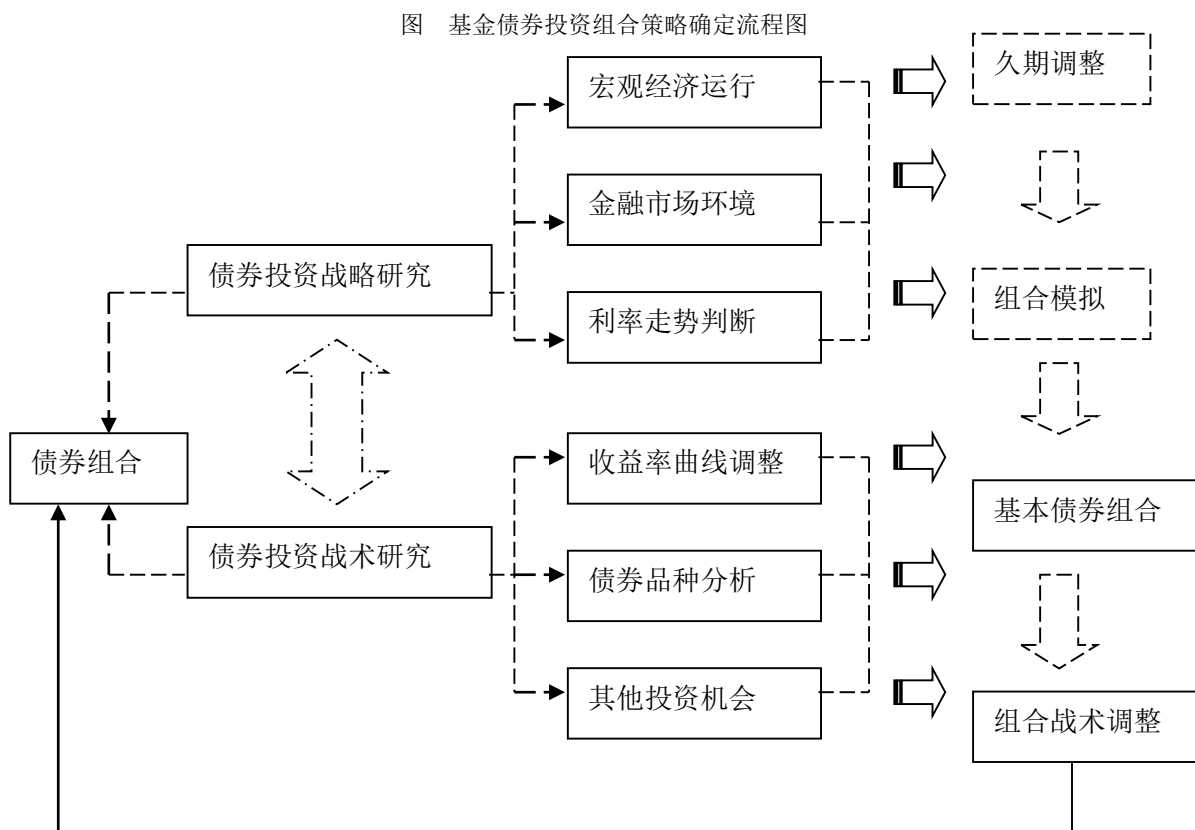 图 基金债券投资组合策略确定流程图
宏观经济运行
久期调整
金融市场环境
债券投资战略研究
利率走势判断
组合模拟
债券组合
收益率曲线调整
基本债券组合
债券投资战术研究
债券品种分析
其他投资机会
组合战术调整